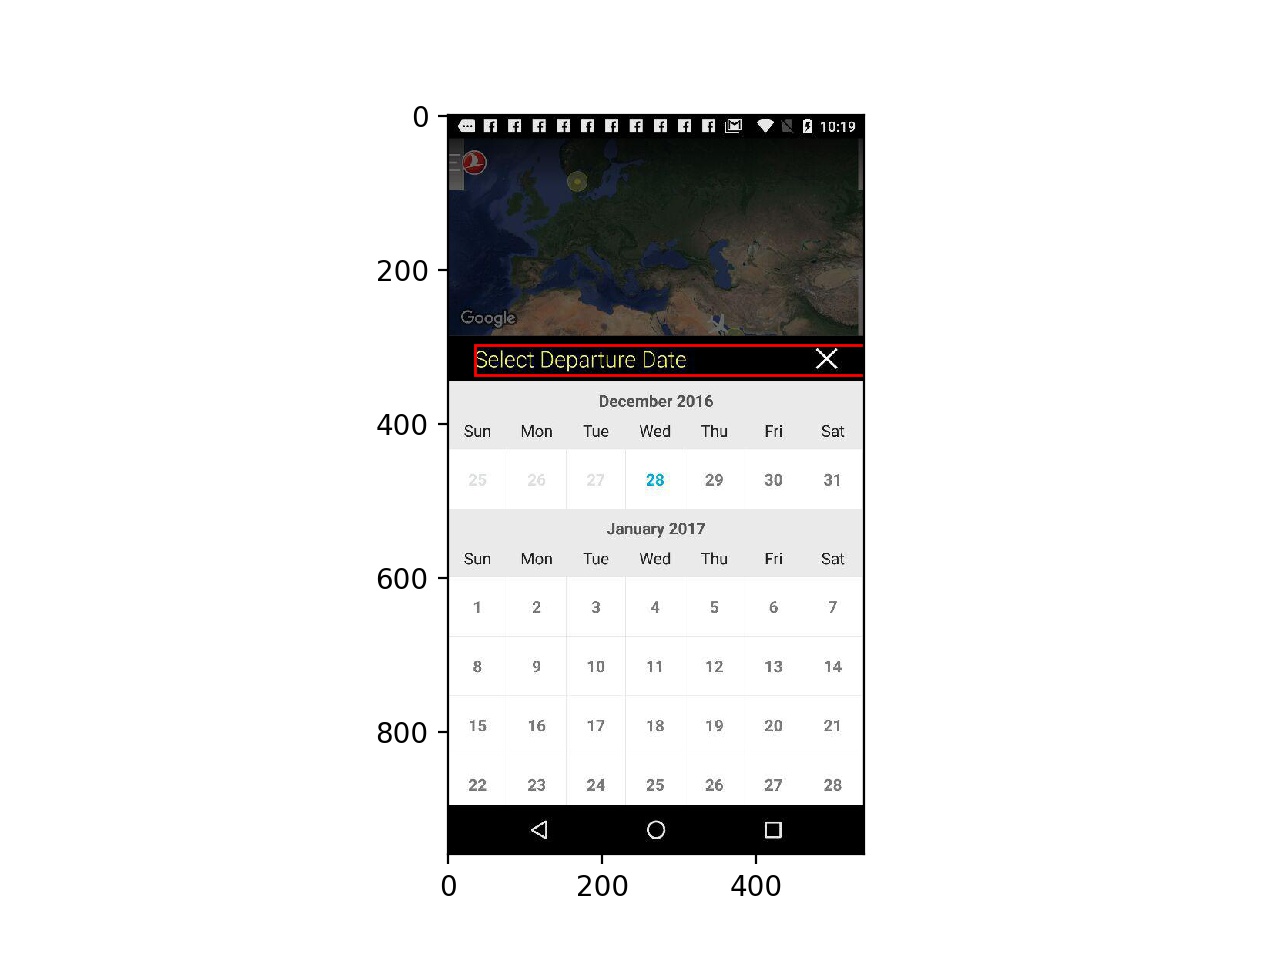 0
10:19
200
Google
Select Departure Date
December 2016
400
Sun Mon Tue Wed Thu Fri Sat
25 26 27 28 29 30 31
January 2017
Sun Mon Tue Wed Thu Fri Sat
600
1 2 3 4 5 6 7
8 9 10 11 12 13 14
800
15 16 17 18 19 20 21
22 23 24 25 26 27 28
0 200 400